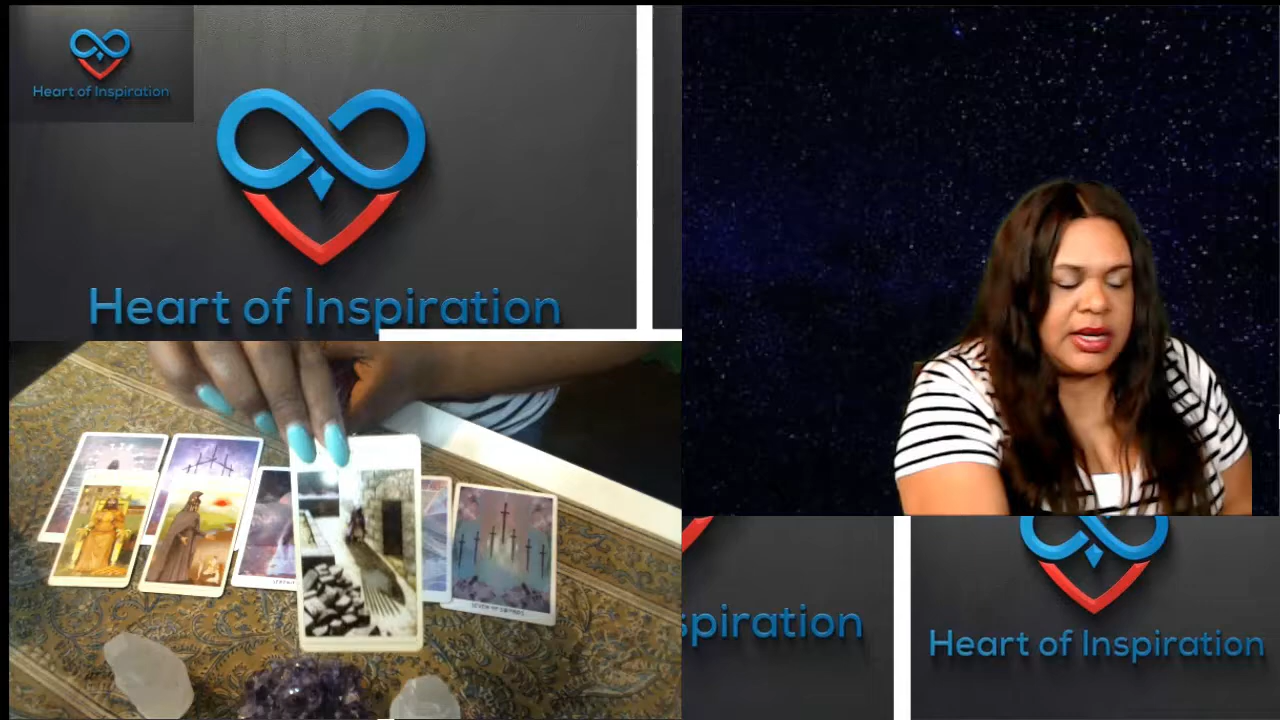 Heart of Inspiration
Heart of Inspiration
SEVEN OF SWORDS
spiration
Heart of Inspiration